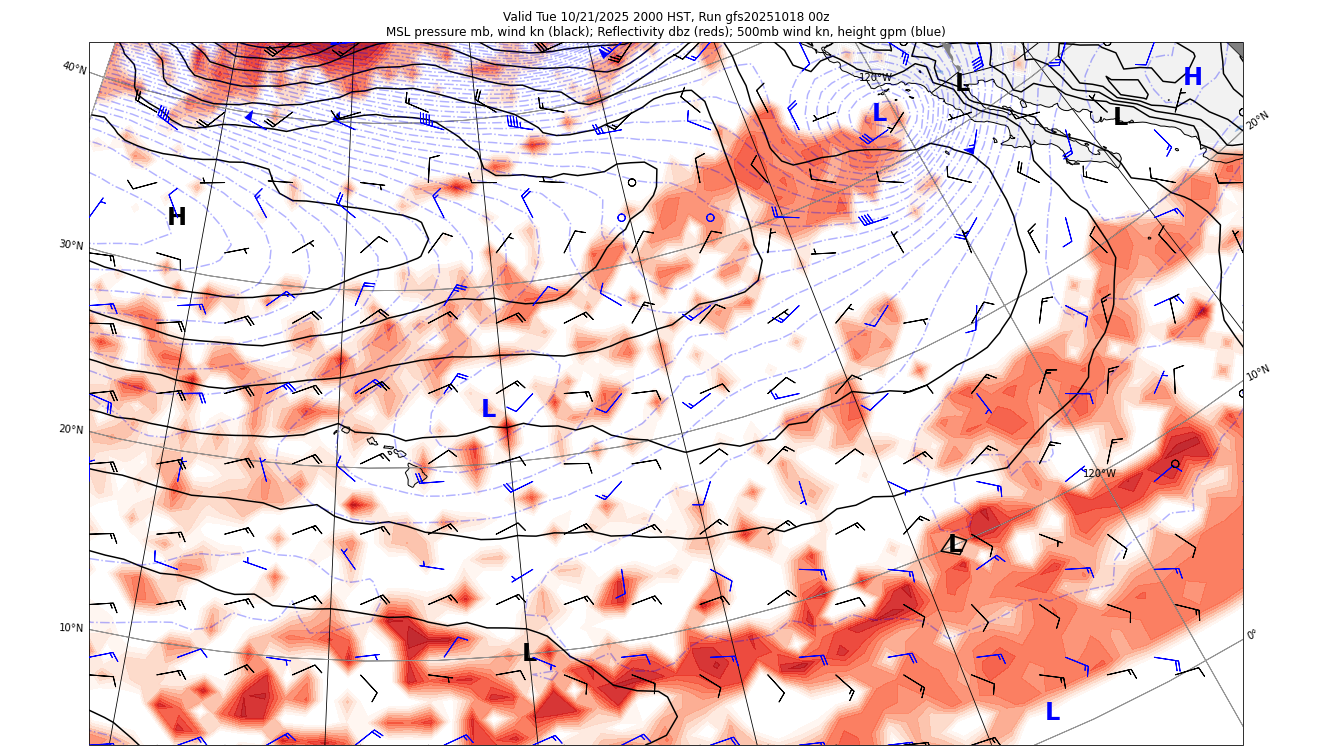 Valid Tue 10/21/2025 2000 HST, Run gfs20251018 00z
MSL pressure mb, wind kn (black); Reflectivity dbz (reds); 500mb wind kn, height gpm (blue)
40°N
120°W
L
H
L
L
20°N
H
30°N
10°N
L
20°N
120°W
L
10°N
0°
L
L